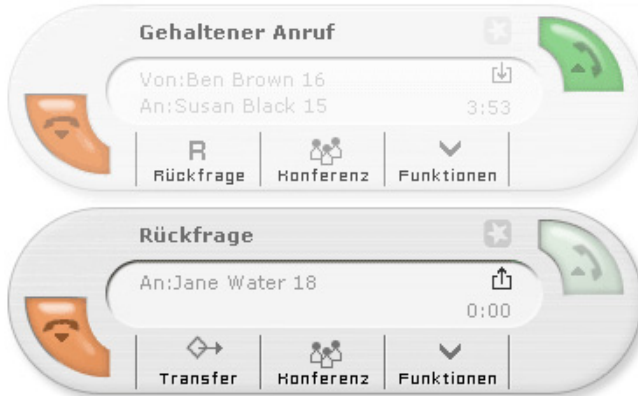 Gehaltener Anruf
Von:Ben Brown 16
An:Susan Black 15
3:53
R
Rückfrage
Konferenz
Funktionen
Rückfrage
An:Jane Water 18
0:00
Transfer
Konferenz
Funktionen